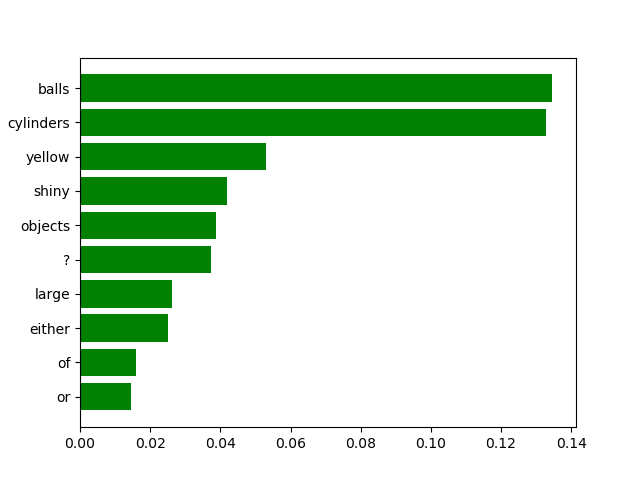 balls
cylinders
yellow
shiny
objects
?
large
either
of
or
0.00 0.02 0.04 0.06 0.08 0.10 0.12 0.14